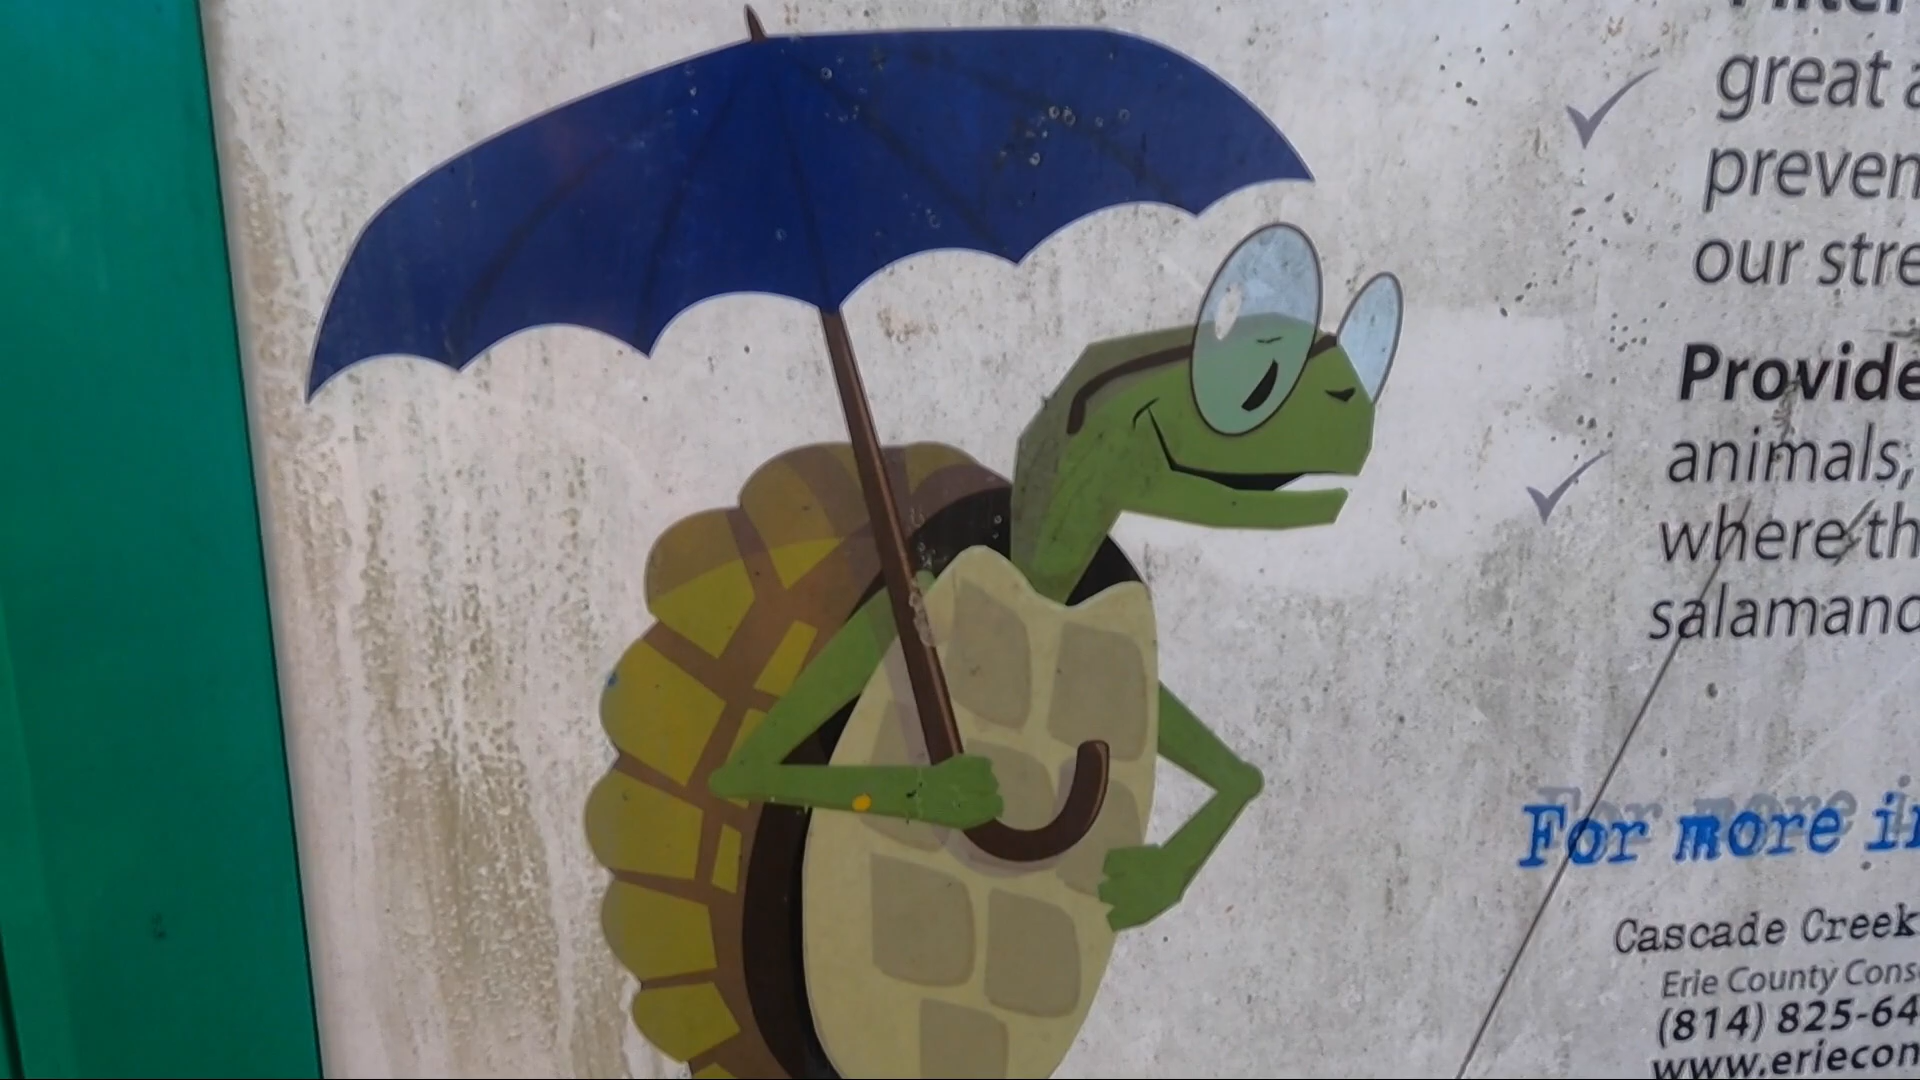 great a
preven
our stre
Provide
animals,
where th
salamand
For more in
Cascade Creek
Erie County Cons
(814) 825-64
www.eriecon